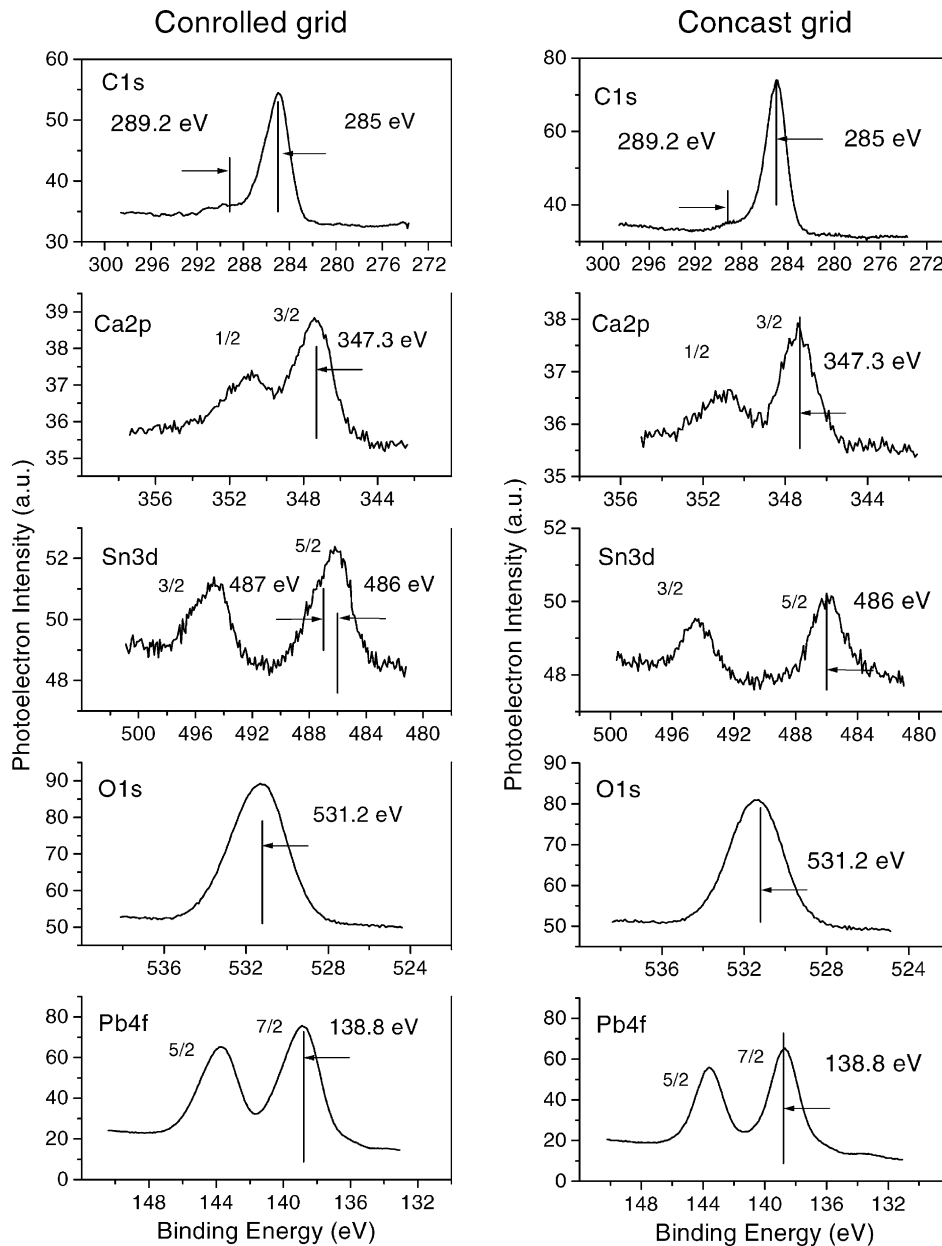 Conrolled grid
C1s
289.2 eV
285 eV
60
50
40
30
300 296 292 288 284 280 276 272
Ca2p
1/2
3/2
347.3 eV
39
38
37
36
35
356 352 348 344
Sn3d
3/2
487 eV
5/2
486 eV
52
50
48
500 496 492 488 484 480
O1s
531.2 eV
90
80
70
60
50
536 532 528 524
Pb4f
5/2
7/2
138.8 eV
80
60
40
20
0
148 144 140 136 132
Photoelectron Intensity (a.u.)
Binding Energy (eV)
Concast grid
C1s
289.2 eV
285 eV
80
60
40
300 296 292 288 284 280 276 272
Ca2p
1/2
3/2
347.3 eV
38
37
36
35
356 352 348 344
Sn3d
3/2
5/2
486 eV
52
50
48
500 496 492 488 484 480
O1s
531.2 eV
90
80
70
60
50
536 532 528 524
Pb4f
5/2
7/2
138.8 eV
80
60
40
20
0
148 144 140 136 132
Photoelectron Intensity (a.u.)
Binding Energy (eV)